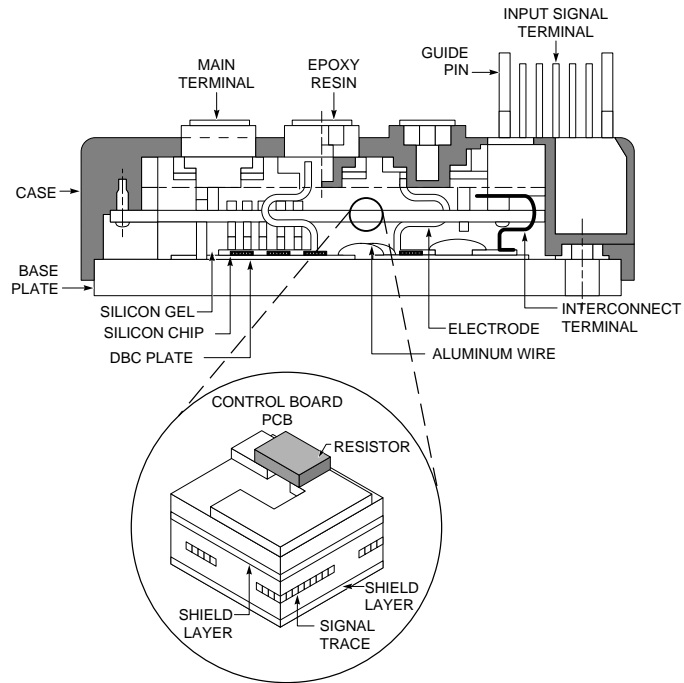 INPUT SIGNAL
TERMINAL
GUIDE
PIN
MAIN
TERMINAL
EPOXY
RESIN
CASE
BASE
PLATE
SILICON GEL
SILICON CHIP
DBC PLATE
ELECTRODE
ALUMINUM WIRE
INTERCONNECT
TERMINAL
CONTROL BOARD
PCB
RESISTOR
SHIELD
LAYER
SIGNAL
TRACE
SHIELD
LAYER